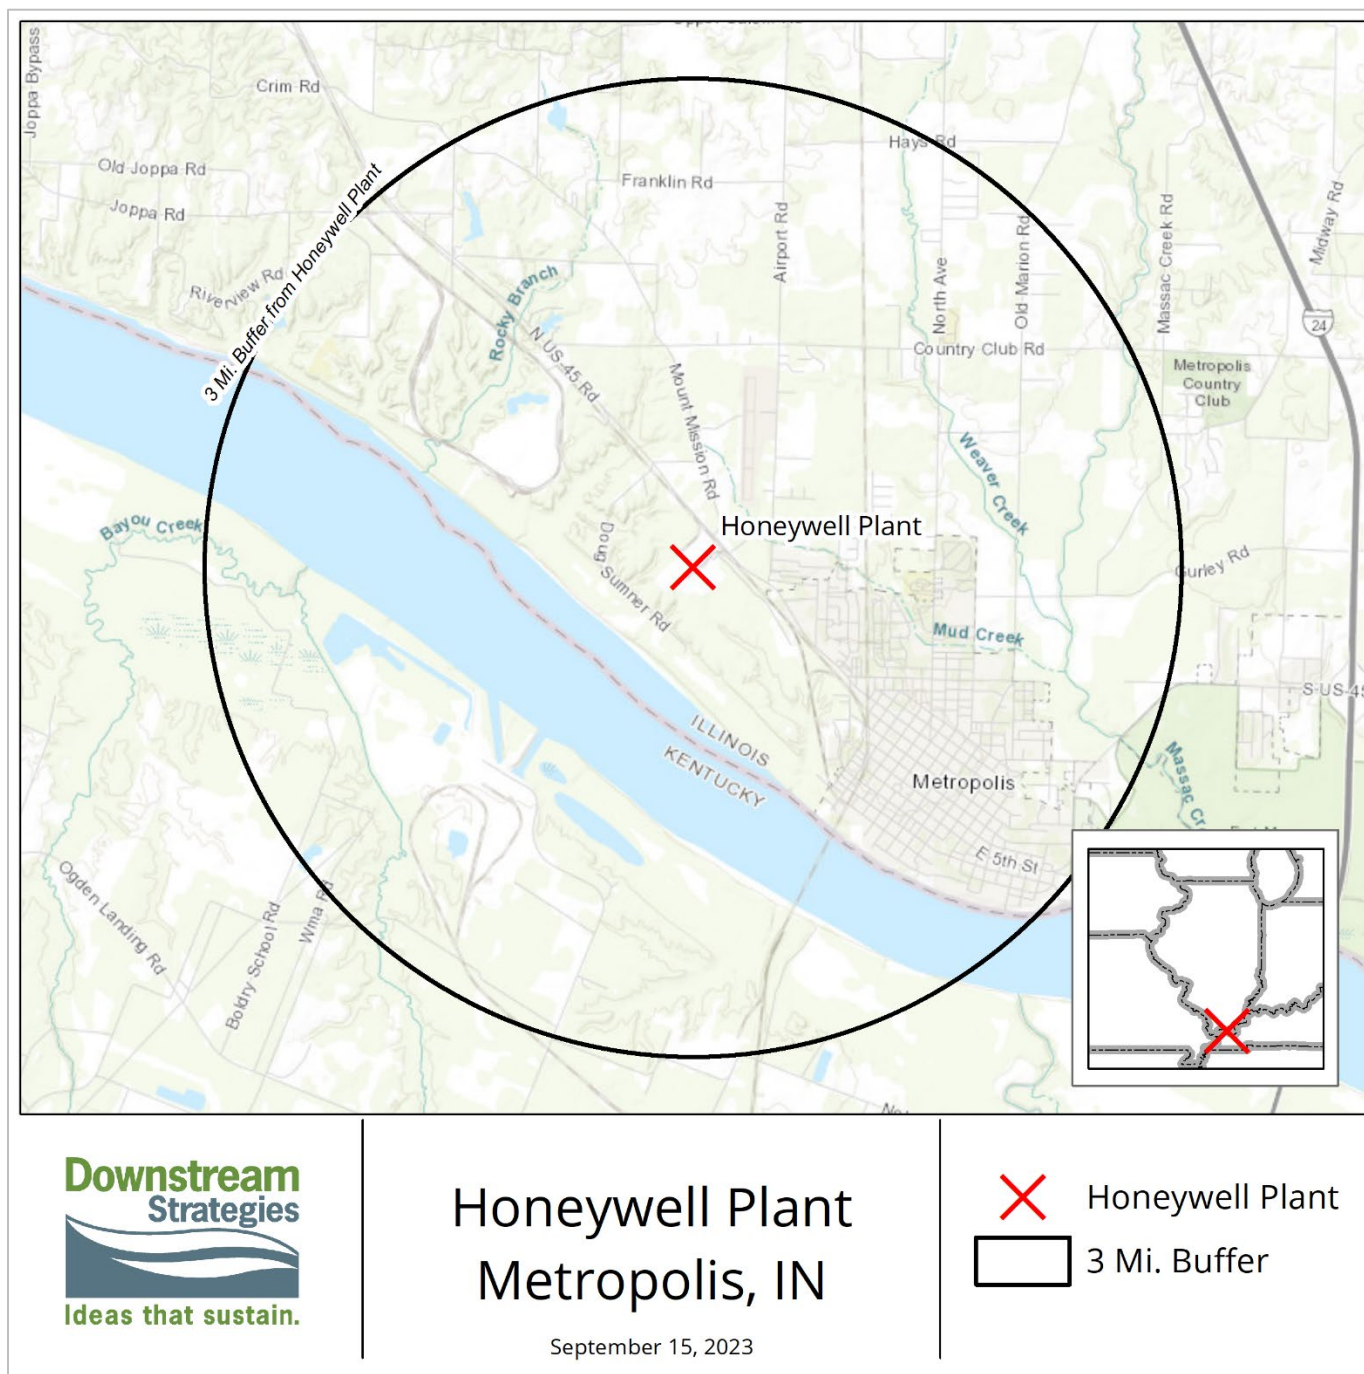 Joppa Bypass
Crim Rd
Old Joppa Rd
Joppa Rd
Riverview Rd
3 Mi. Buffer from Honeywell Plant
Rocky Branch
N US-45 Rd
Franklin Rd
Airport Rd
Mount Mission Rd
Hays Rd
North Ave
Old Marion Rd
Massac Creek Rd
Midway Rd
24
Country Club Rd
Metropolis
Country
Club
Weaver Creek
Honeywell Plant
Bayou Creek
Doug Sumner Rd
Gurley Rd
Mud Creek
S US-45
ILLINOIS
KENTUCKY
Metropolis
Massac Cr
E 5th St
Ogden Landing Rd
Boldry School Rd
Wma Rd
Downstream
Strategies
Ideas that sustain.
Honeywell Plant
Metropolis, IN
September 15, 2023
Honeywell Plant
3 Mi. Buffer